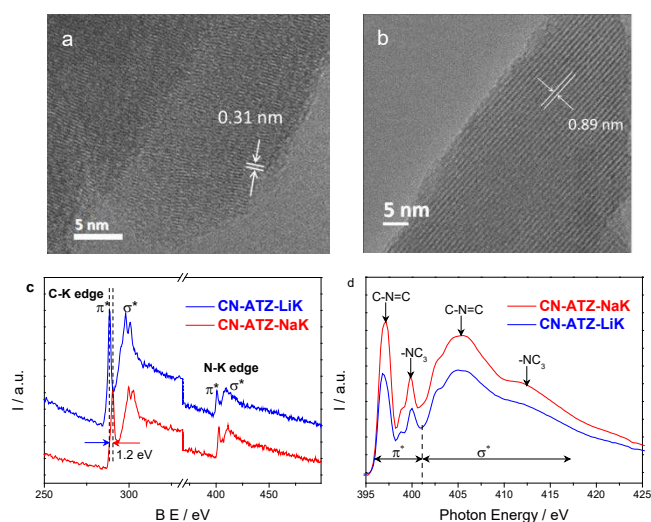 a
0.31 nm
5 nm
b
0.89 nm
5 nm
c
C-K edge
π*
σ*
CN-ATZ-LiK
CN-ATZ-NaK
N-K edge
π*
σ*
1.2 eV
I / a.u.
250
300
400
450
B E / eV
d
C-N=C
-NC3
C-N=C
-NC3
CN-ATZ-NaK
CN-ATZ-LiK
π*
σ*
I / a.u.
395
400
405
410
415
420
425
Photon Energy / eV